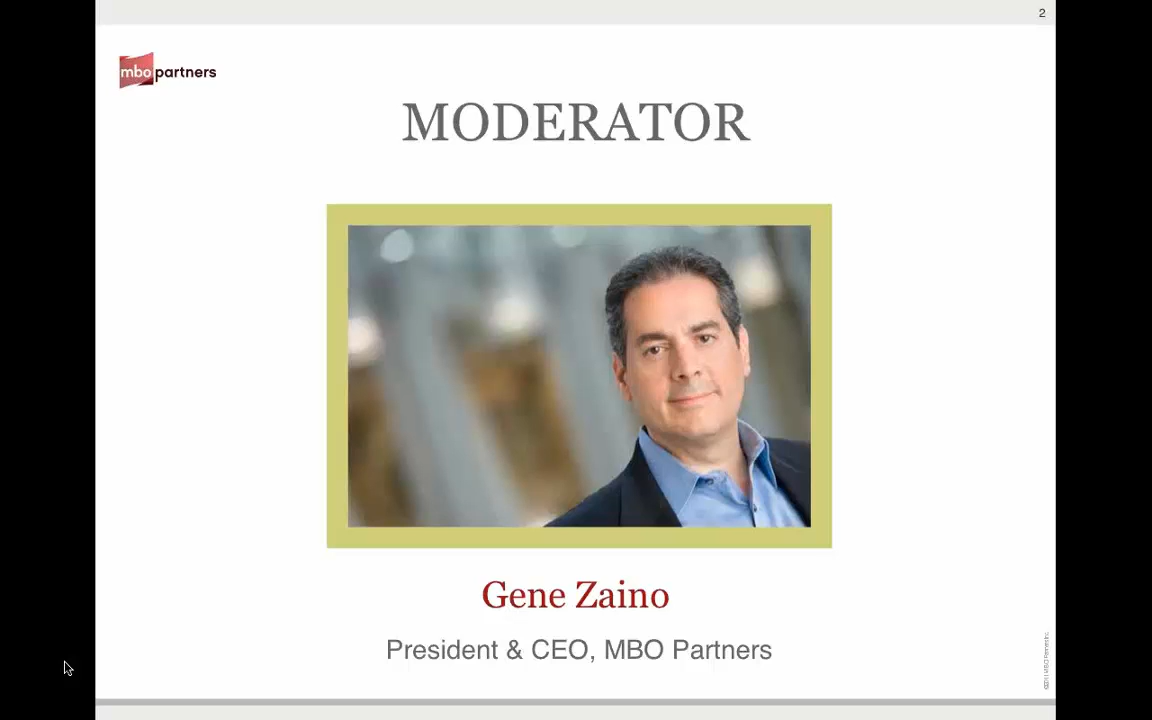 2
mbo partners
MODERATOR
Gene Zaino
President & CEO, MBO Partners